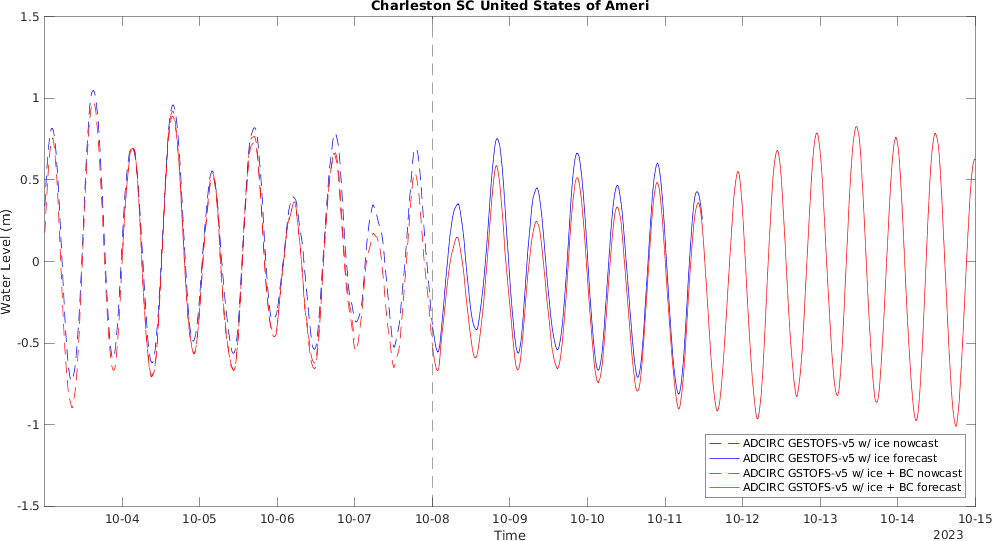 Charleston SC United States of Ameri
Water Level (m)
1.5
1
0.5
0
-0.5
-1
-1.5
ADCIRC GESTOFS-v5 w/ ice nowcast
ADCIRC GESTOFS-v5 w/ ice forecast
ADCIRC GSTOFS-v5 w/ ice + BC nowcast
ADCIRC GSTOFS-v5 w/ ice + BC forecast
10-04 10-05 10-06 10-07 10-08 10-09 10-10 10-11 10-12 10-13 10-14 10-15
Time
2023